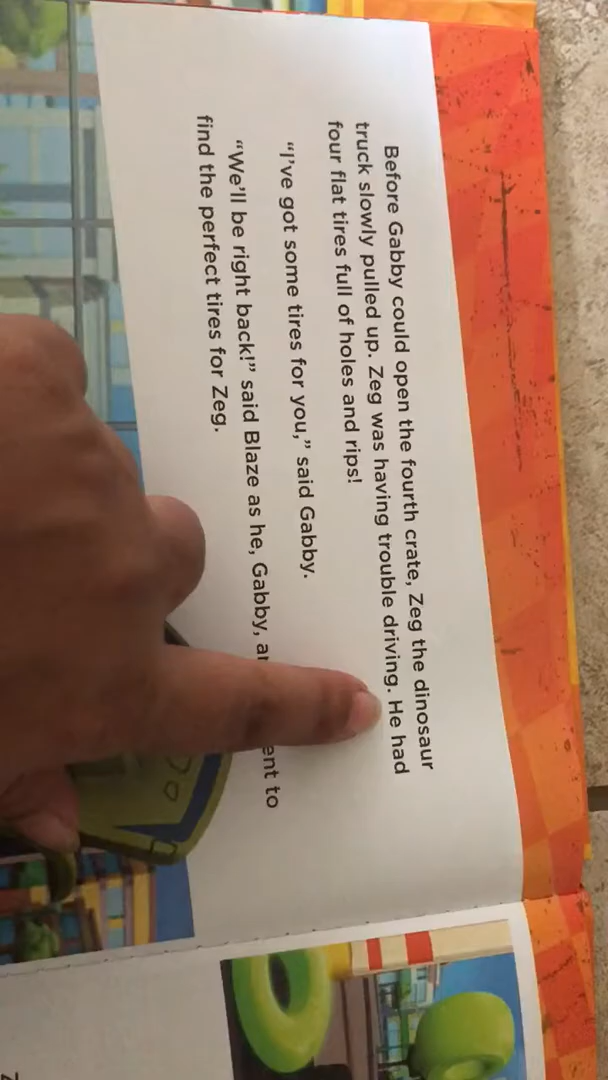 Before Gabby could open the fourth crate, Zeg the dinosaur
truck slowly pulled up. Zeg was having trouble driving. He had
four flat tires full of holes and rips!
“I’ve got some tires for you,” said Gabby.
“We’ll be right back!” said Blaze as he, Gabby, to
find the perfect tires for Zeg.